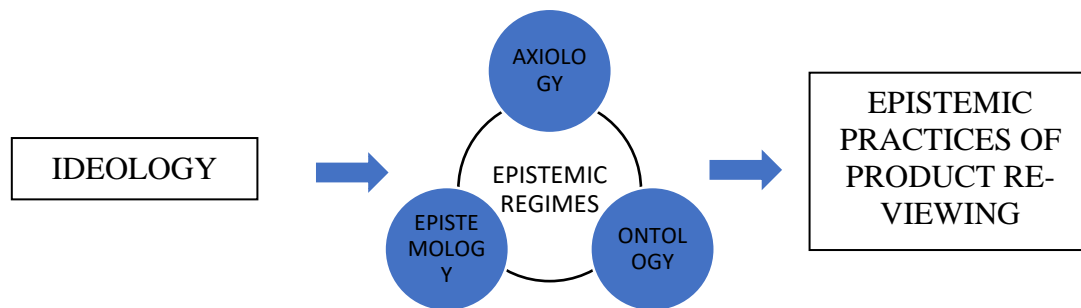 IDEOLOGY
AXIOLO
GY
EPISTEMIC
REGIMES
EPISTE
MOLOG
Y
ONTOL
OGY
EPISTEMIC
PRACTICES OF
PRODUCT RE-
VIEWING